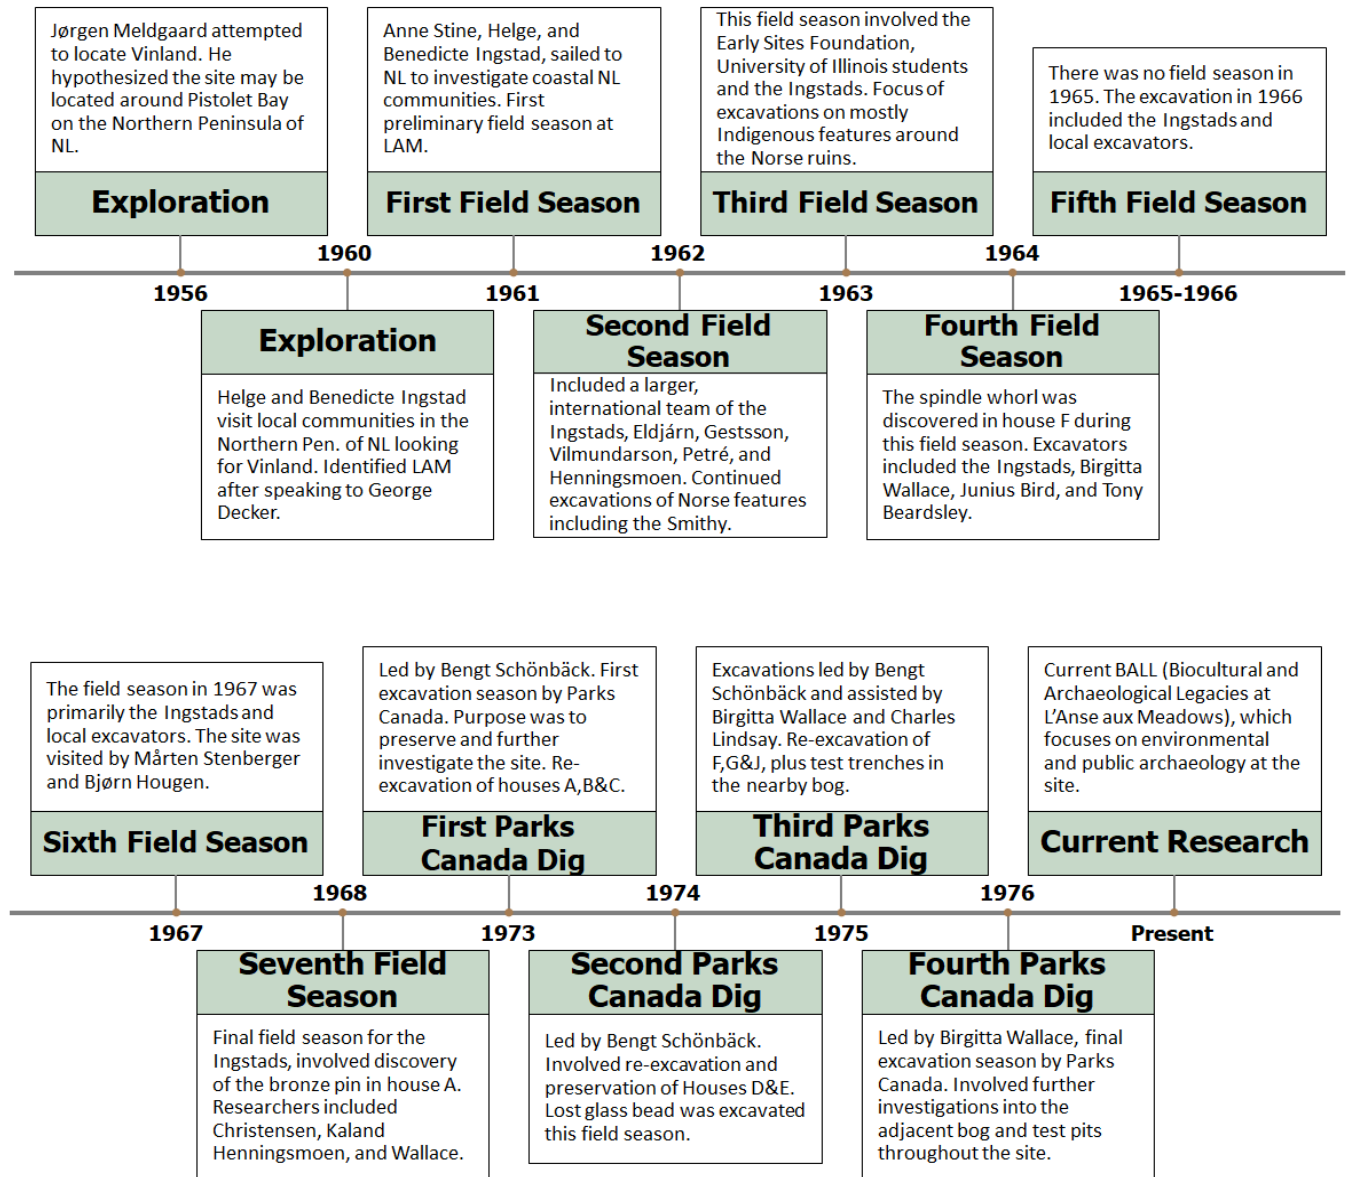 Jørgen Meldgaard attempted
to locate Vinland. He
hypothesized the site may be
located around Pistolet Bay
on the Northern Peninsula of
NL.
Exploration
1956
1960
Exploration
Helge and Benedicte Ingstad
visit local communities in the
Northern Pen. of NL looking
for Vinland. Identified LAM
after speaking to George
Decker.
Anne Stine, Helge, and
Benedicte Ingstad, sailed to
NL to investigate coastal NL
communities. First
preliminary field season at
LAM.
First Field Season
1961
1962
Second Field
Season
Included a larger,
international team of the
Ingstads, Eldjárn, Gestsson,
Vilmundarson, Petré, and
Henningsmoen. Continued
excavations of Norse features
including the Smithy.
This field season involved the
Early Sites Foundation,
University of Illinois students
and the Ingstads. Focus of
excavations on mostly
Indigenous features around
the Norse ruins.
Third Field Season
1963
1964
Fourth Field
Season
The spindle whorl was
discovered in house F during
this field season. Excavators
included the Ingstads, Birgitta
Wallace, Junius Bird, and Tony
Beardsley.
There was no field season in
1965. The excavation in 1966
included the Ingstads and
local excavators.
Fifth Field Season
1965-1966
The field season in 1967 was
primarily the Ingstads and
local excavators. The site was
visited by Mårten Stenberger
and Bjørn Hougen.
Sixth Field Season
1967
1968
Seventh Field
Season
Final field season for the
Ingstads, involved discovery
of the bronze pin in house A.
Researchers included
Christensen, Kaland
Henningsmoen, and Wallace.
Led by Bengt Schönbäck. First
excavation season by Parks
Canada. Purpose was to
preserve and further
investigate the site. Re-
excavation of houses A,B&C.
First Parks
Canada Dig
1973
1974
Second Parks
Canada Dig
Led by Bengt Schönbäck.
Involved re-excavation and
preservation of Houses D&E.
Lost glass bead was excavated
this field season.
Excavations led by Bengt
Schönbäck and assisted by
Birgitta Wallace and Charles
Lindsay. Re-excavation of
F,G&J, plus test trenches in
the nearby bog.
Third Parks
Canada Dig
1975
1976
Fourth Parks
Canada Dig
Led by Birgitta Wallace, final
excavation season by Parks
Canada. Involved further
investigations into the
adjacent bog and test pits
throughout the site.
Current BALL (Biocultural and
Archaeological Legacies at
L'Anse aux Meadows), which
focuses on environmental
and public archaeology at the
site.
Current Research
Present